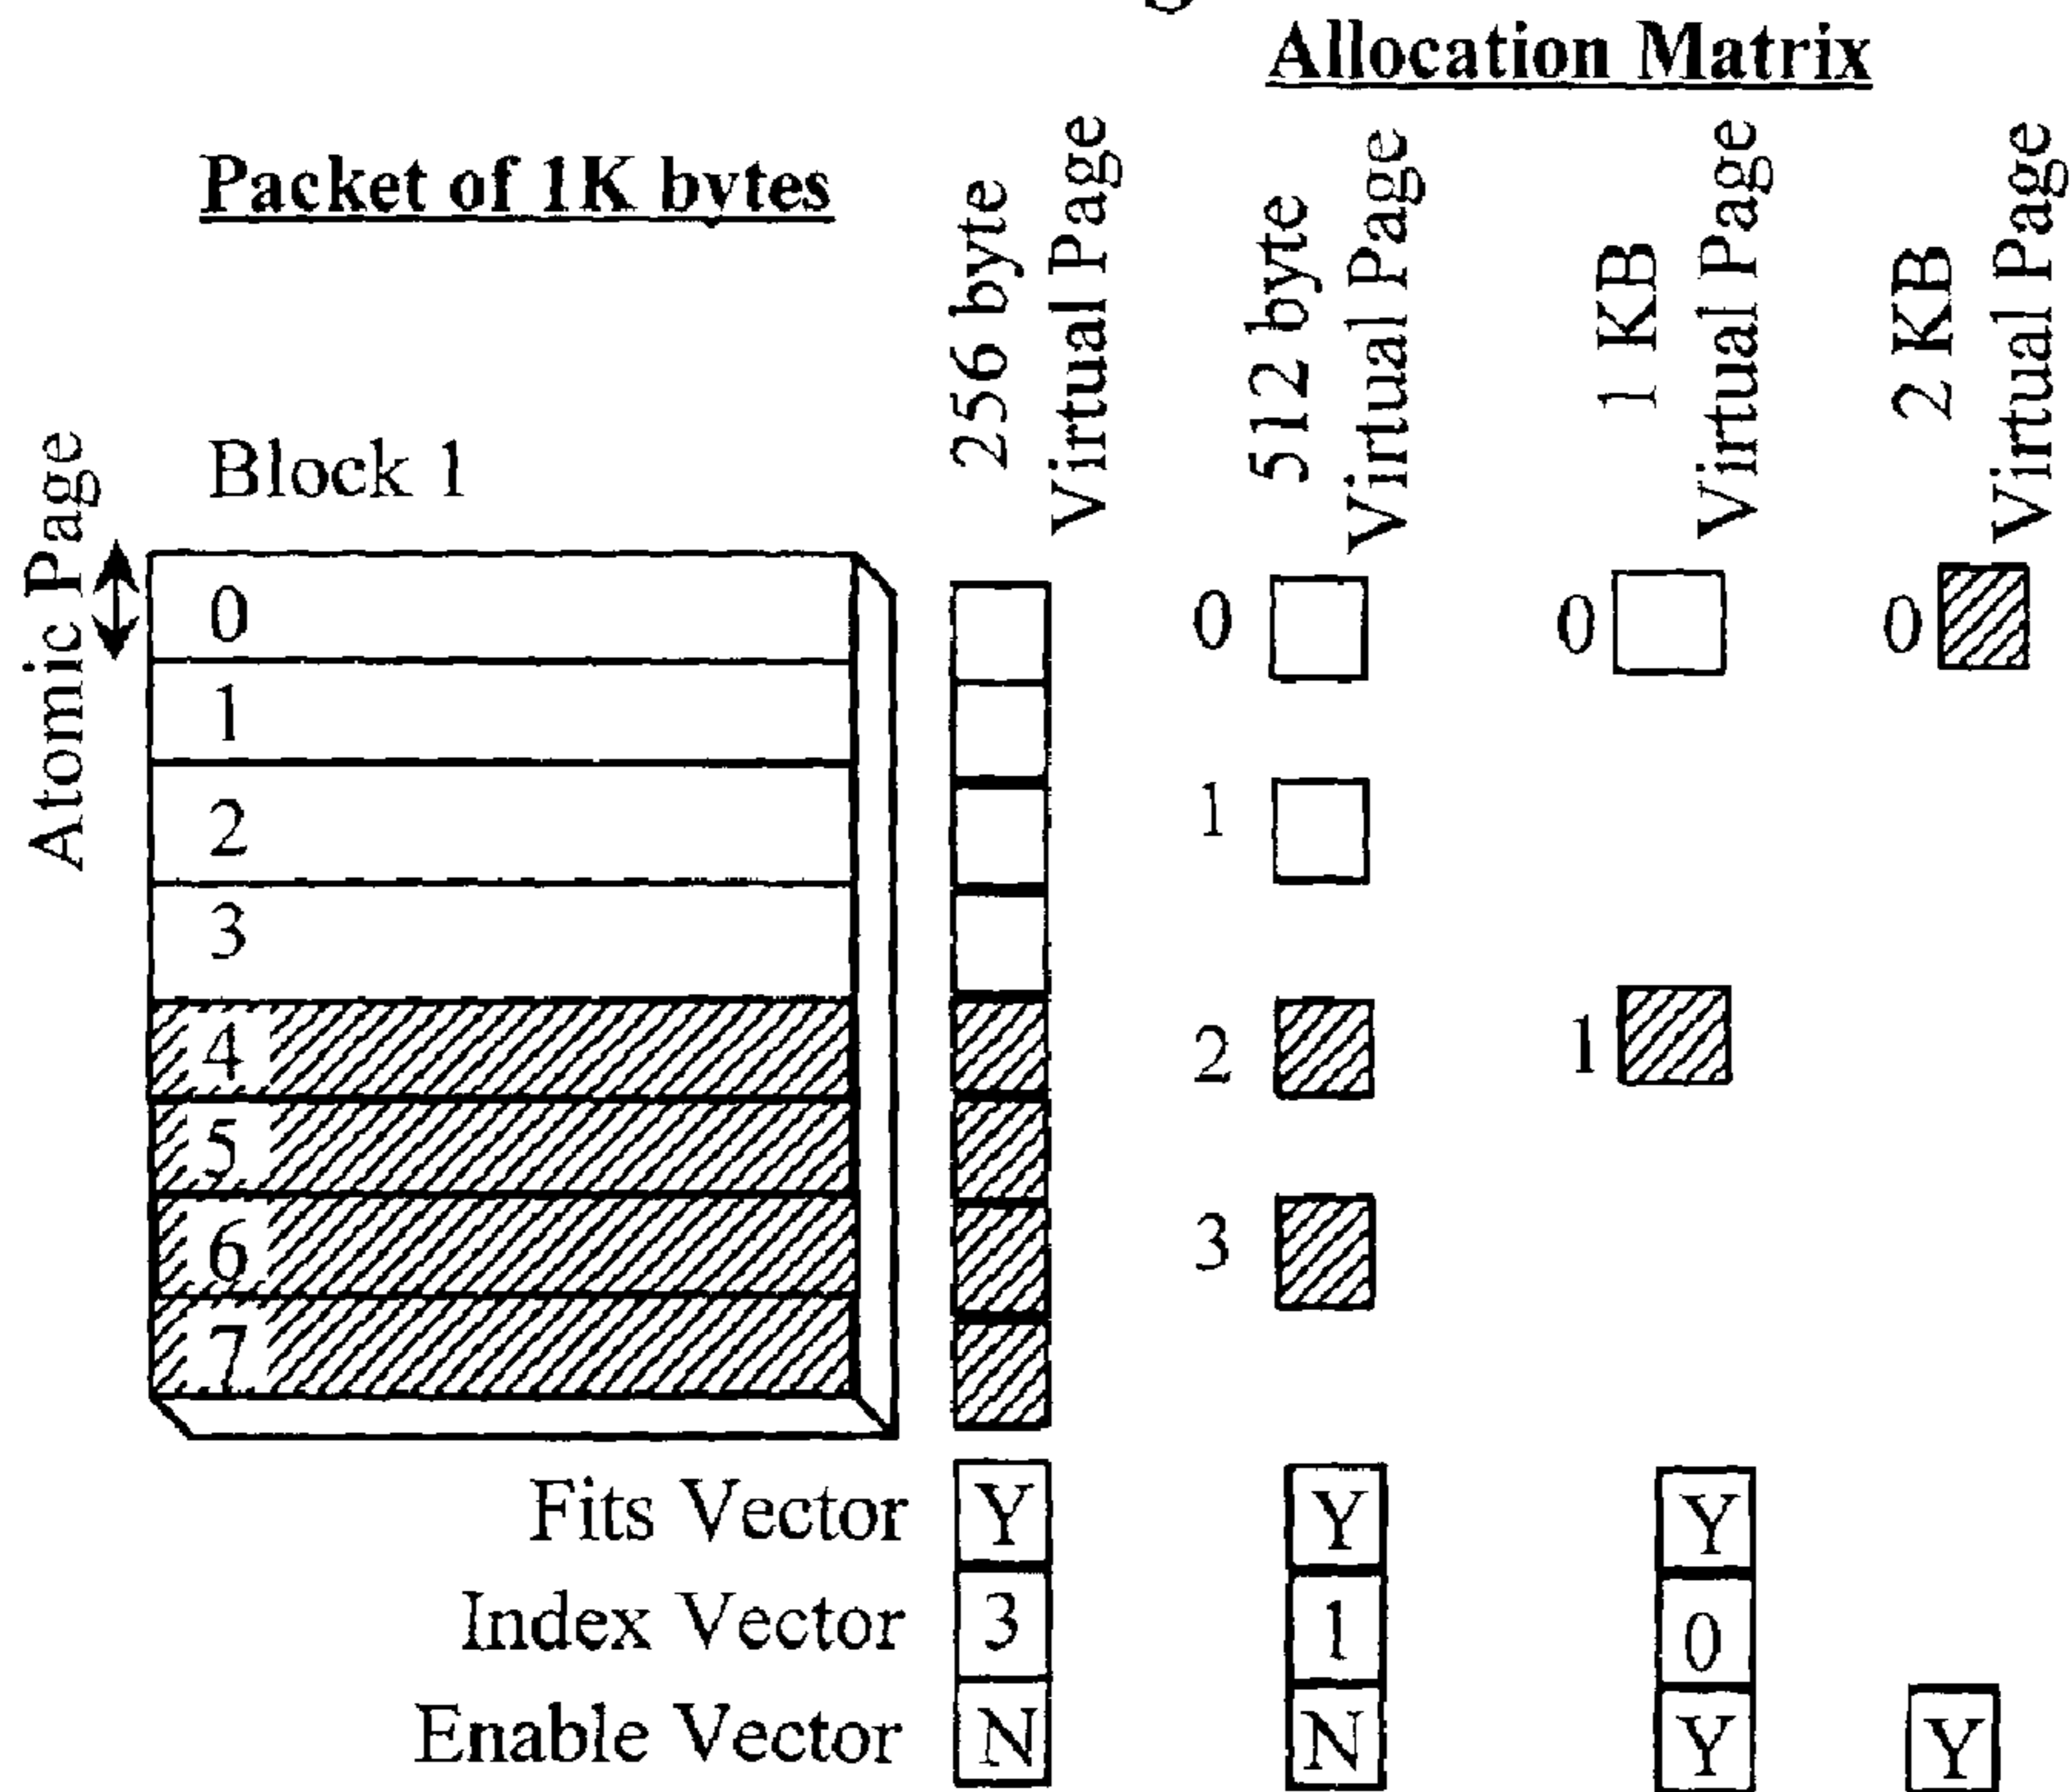 Allocation Matrix
Packet of 1K bytes
256 byte
Virtual Page
512 byte
Virtual Page
1 KB
Virtual Page
2 KB
Virtual Page
Atomic Page
Block 1
0
1
2
3
4
5
6
7
0
1
2
3
0
1
0
Fits Vector Y Y Y
Index Vector 3 1 0
Enable Vector N N Y Y